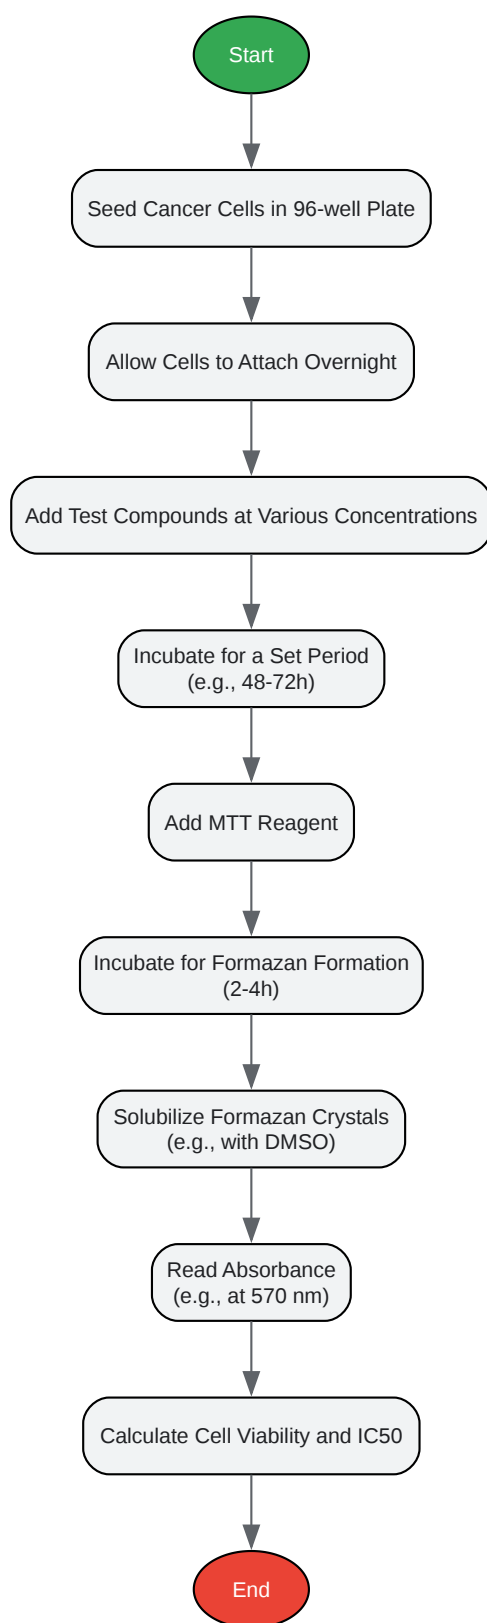 Start
Seed Cancer Cells in 96-well Plate
Allow Cells to Attach Overnight
Add Test Compounds at Various Concentrations
Incubate for a Set Period
(e.g., 48-72h)
Add MTT Reagent
Incubate for Formazan Formation
(2-4h)
Solubilize Formazan Crystals
(e.g., with DMSO)
Read Absorbance
(e.g., at 570 nm)
Calculate Cell Viability and IC50
End